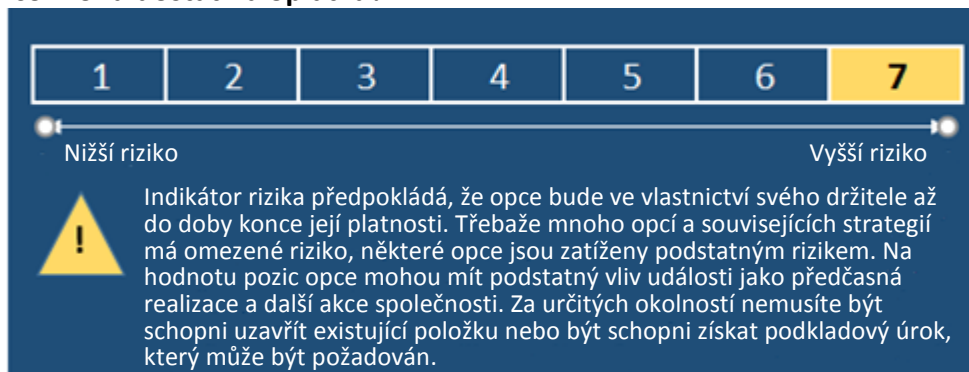 1 2 3 4 5 6 7
Nižší riziko Vyšší riziko
Indikátor rizika předpokládá, že opce bude ve vlastnictví svého držitele až
do doby konce její platnosti. Třebaže mnoho opcí a souvisejících strategií
má omezené riziko, některé opce jsou zatíženy podstatným rizikem. Na
! hodnotu pozic opce mohou mít podstatný vliv události jako předčasná
realizace a další akce společnosti. Za určitých okolností nemusíte být
schopni uzavřít existující položku nebo být schopni získat podkladový úrok,
který může být požadován.